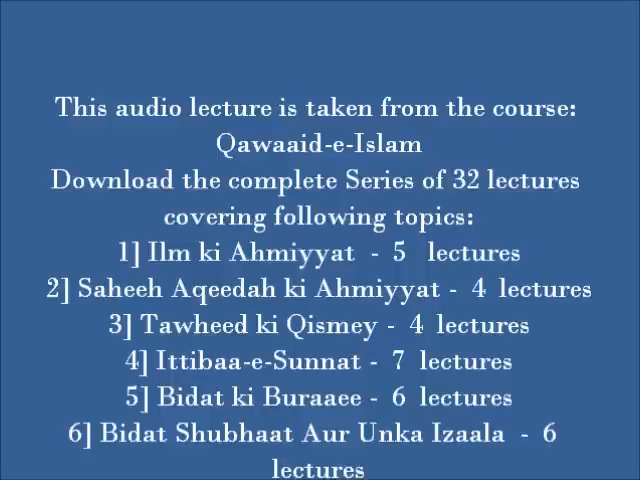 This audio lecture is taken from the course:
Qawaaid-e-Islam
Download the complete Series of 32 lectures
covering following topics:
1] Ilm ki Ahmiyyat - 5 lectures
2] Saheeh Aqeedah ki Ahmiyyat - 4 lectures
3] Tawheed ki Qismey - 4 lectures
4] Ittibaa-e-Sunnat - 7 lectures
5] Bidat ki Buraaee - 6 lectures
6] Bidat Shubhaat Aur Unka Izaala - 6
lectures